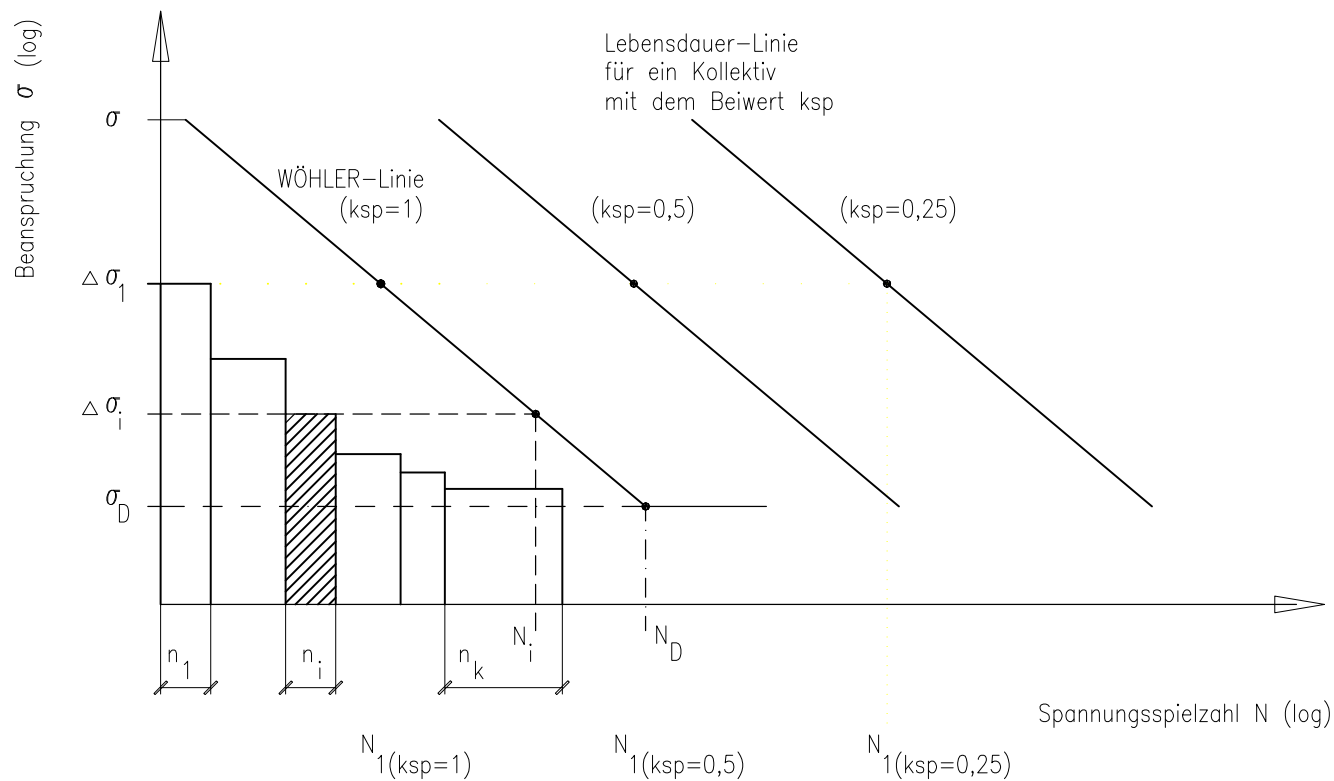 Beanspruchung σ (log)
Lebensdauer-Linie
für ein Kollektiv
mit dem Beiwert ksp
σ
WÖHLER-Linie
(ksp=1)
(ksp=0,5)
(ksp=0,25)
Δσ1
Δσi
σD
Ni
ND
n1
ni
nk
Spannungsspielzahl N (log)
N1(ksp=1)
N1(ksp=0,5)
N1(ksp=0,25)